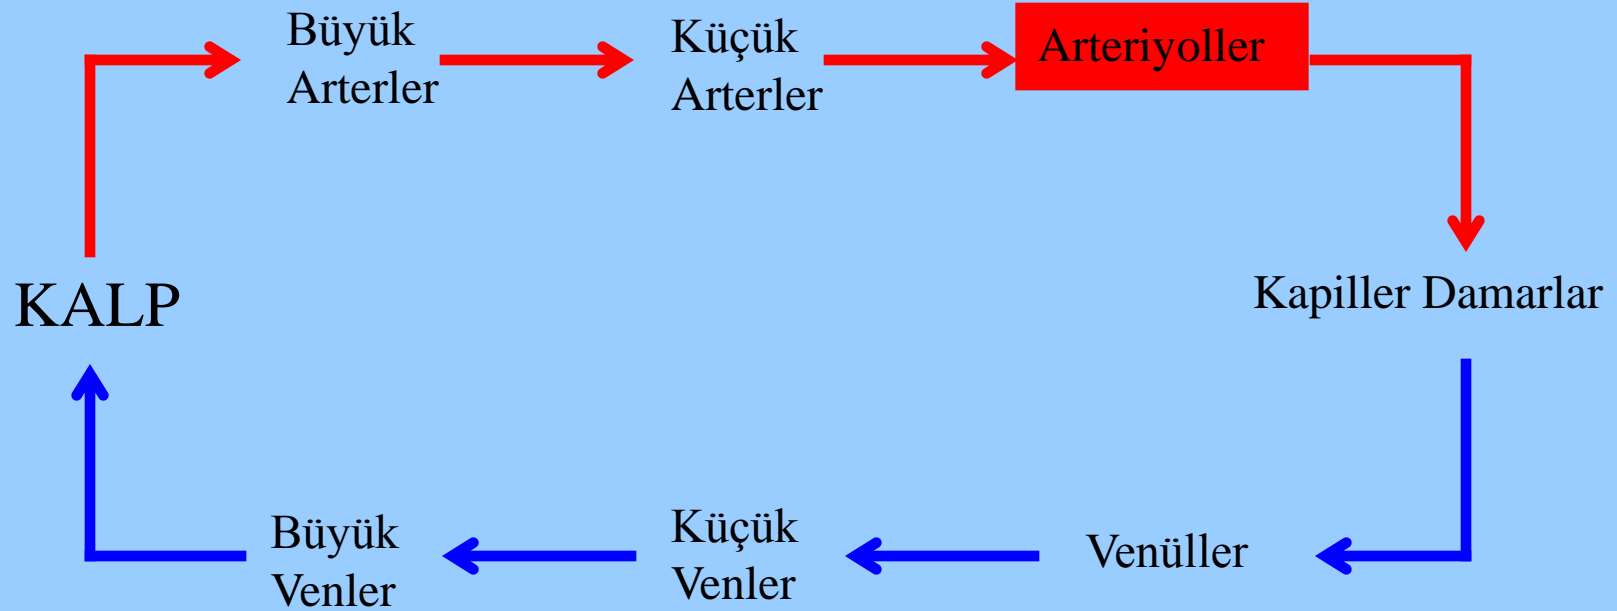 Büyük
Arterler
Küçük
Arterler
Arteriyoller
KALP
Kapiller Damarlar
Büyük
Venler
Küçük
Venler
Venüller